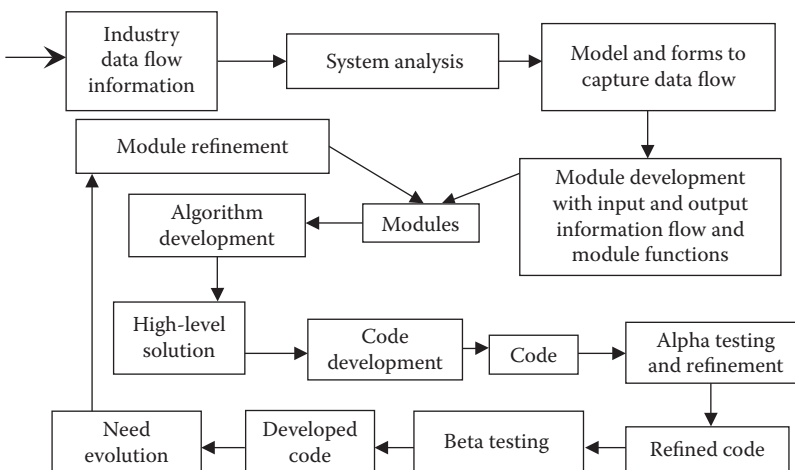 Industry
data flow
information
System analysis
Model and forms to
capture data flow
Module refinement
Module development
with input and output
information flow and
module functions
Modules
Algorithm
development
High-level
solution
Code
development
Code
Alpha testing
and refinement
Need
evolution
Developed
code
Beta testing
Refined code